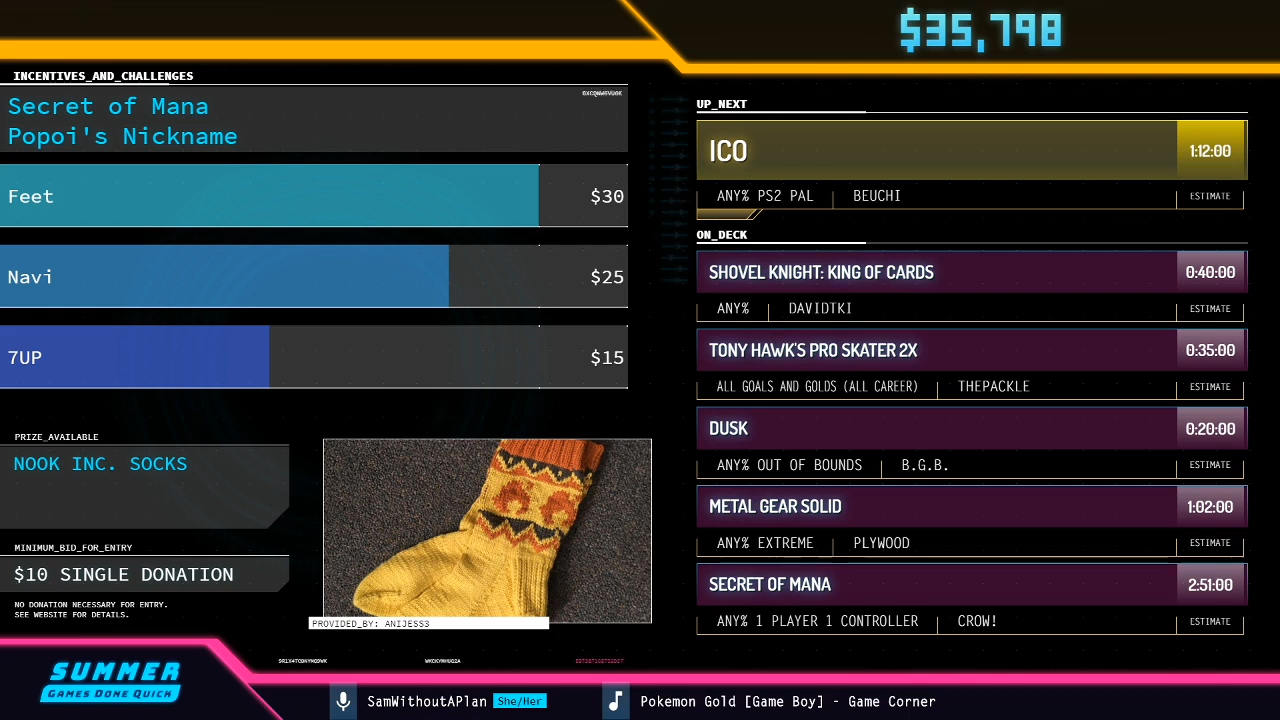 $35,798
INCENTIVES_AND_CHALLENGES
Secret of Mana
Popoi's Nickname
Feet $30
Navi $25
7UP $15
PRIZE_AVAILABLE
NOOK INC. SOCKS
MINIMUM_BID_FOR_ENTRY
$10 SINGLE DONATION
NO DONATION NECESSARY FOR ENTRY.
SEE WEBSITE FOR DETAILS.
PROVIDED_BY: ANIJESS3
UP_NEXT
ICO 1:12:00
ANY% PS2 PAL BEUCHI ESTIMATE
ON_DECK
SHOVEL KNIGHT: KING OF CARDS 0:40:00
ANY% DAVIDTKI ESTIMATE
TONY HAWK'S PRO SKATER 2X 0:35:00
ALL GOALS AND GOLDS (ALL CAREER) THEPACKLE ESTIMATE
DUSK 0:20:00
ANY% OUT OF BOUNDS B.G.B. ESTIMATE
METAL GEAR SOLID 1:02:00
ANY% EXTREME PLYWOOD ESTIMATE
SECRET OF MANA 2:51:00
ANY% 1 PLAYER 1 CONTROLLER CROW! ESTIMATE
SUMMER
GAMES DONE QUICK
SamWithoutAPlan She/Her
Pokemon Gold [Game Boy] - Game Corner